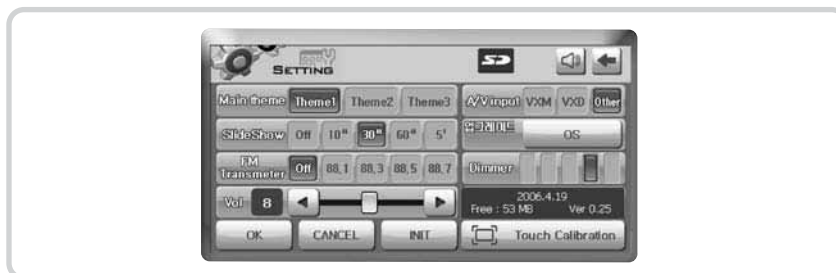 SETTING
SD
Main theme Theme1 Theme2 Theme3
A/V input VXM VXD Other
SlideShow Off 10" 30" 60" 5'
업그레이드 OS
FM Transmeter Off 88,1 88,3 88,5 88,7
Dimmer
Vol 8
2006.4.19
Free : 53 MB Ver 0.25
OK CANCEL INIT
Touch Calibration